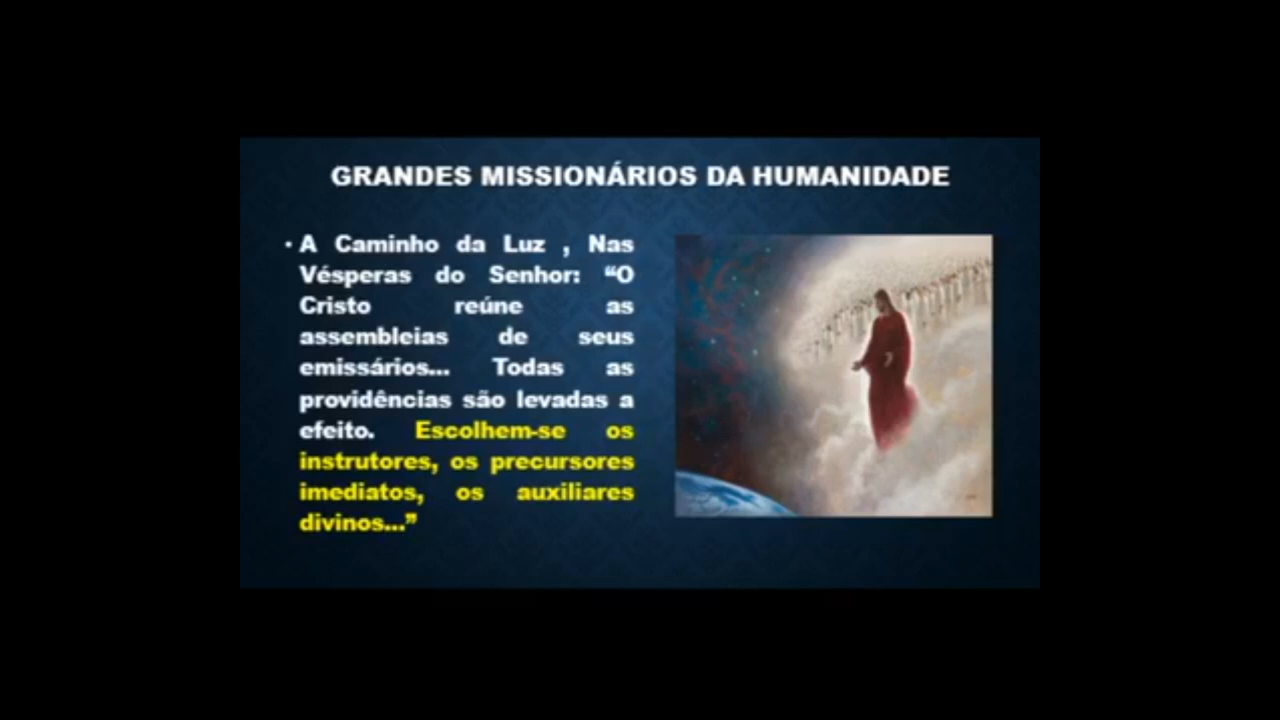 GRANDES MISSIONÁRIOS DA HUMANIDADE
• A Caminho da Luz , Nas
Vésperas do Senhor: “O
Cristo reúne as
assembleias de seus
emissários... Todas as
providências são levadas a
efeito. Escolhem-se os
instrutores, os precursores
imediatos, os auxiliares
divinos...”